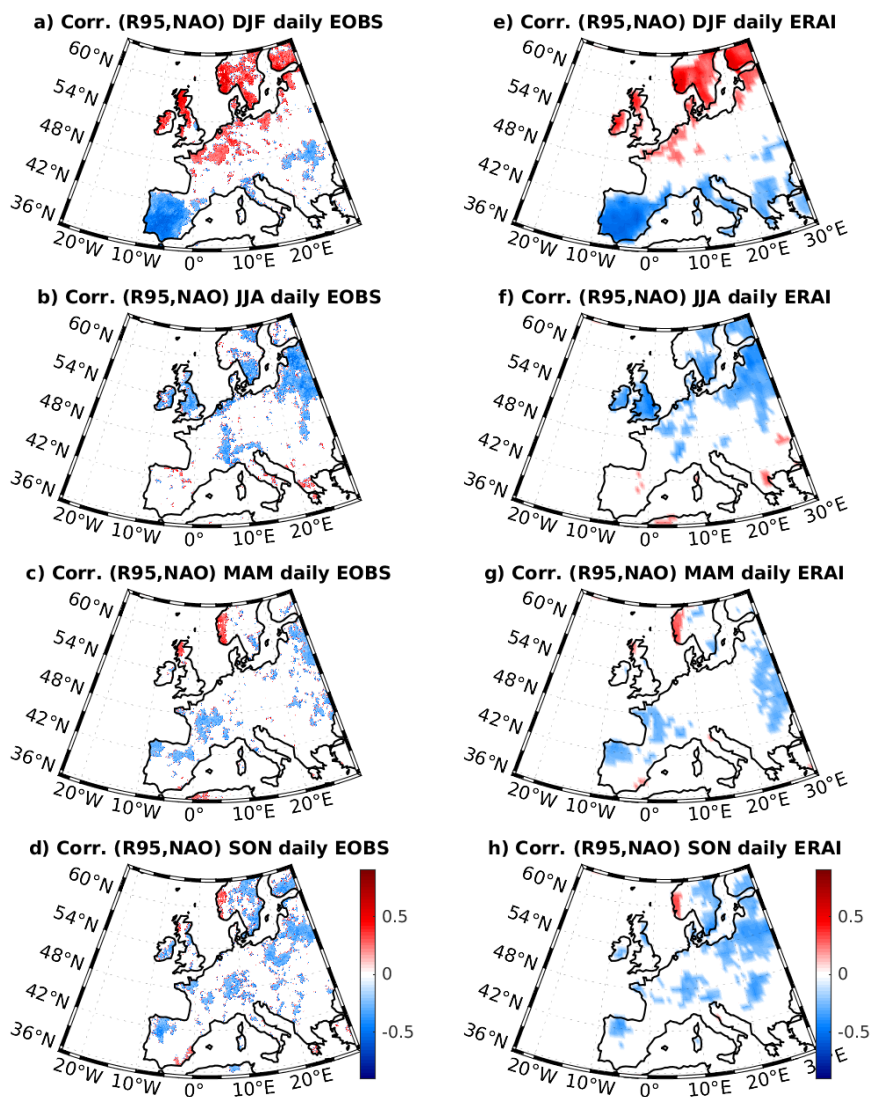 a) Corr. (R95,NAO) DJF daily EOBS
60°N
54°N
48°N
42°N
36°N
20°W
10°W
0°
10°E
20°E
e) Corr. (R95,NAO) DJF daily ERAI
60°N
54°N
48°N
42°N
36°N
20°W
10°W
0°
10°E
20°E
30°E
b) Corr. (R95,NAO) JJA daily EOBS
60°N
54°N
48°N
42°N
36°N
20°W
10°W
0°
10°E
20°E
f) Corr. (R95,NAO) JJA daily ERAI
60°N
54°N
48°N
42°N
36°N
20°W
10°W
0°
10°E
20°E
30°E
c) Corr. (R95,NAO) MAM daily EOBS
60°N
54°N
48°N
42°N
36°N
20°W
10°W
0°
10°E
20°E
g) Corr. (R95,NAO) MAM daily ERAI
60°N
54°N
48°N
42°N
36°N
20°W
10°W
0°
10°E
20°E
30°E
d) Corr. (R95,NAO) SON daily EOBS
60°N
54°N
48°N
42°N
36°N
20°W
10°W
0°
10°E
20°E
0.5
0
-0.5
h) Corr. (R95,NAO) SON daily ERAI
60°N
54°N
48°N
42°N
36°N
20°W
10°W
0°
10°E
20°E
E
0.5
0
-0.5